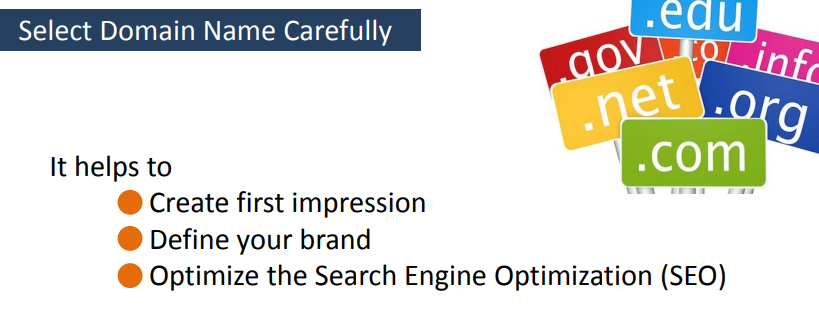 Select Domain Name Carefully
.edu
.gov
.info
.net
.org
.com
It helps to
Create first impression
Define your brand
Optimize the Search Engine Optimization (SEO)